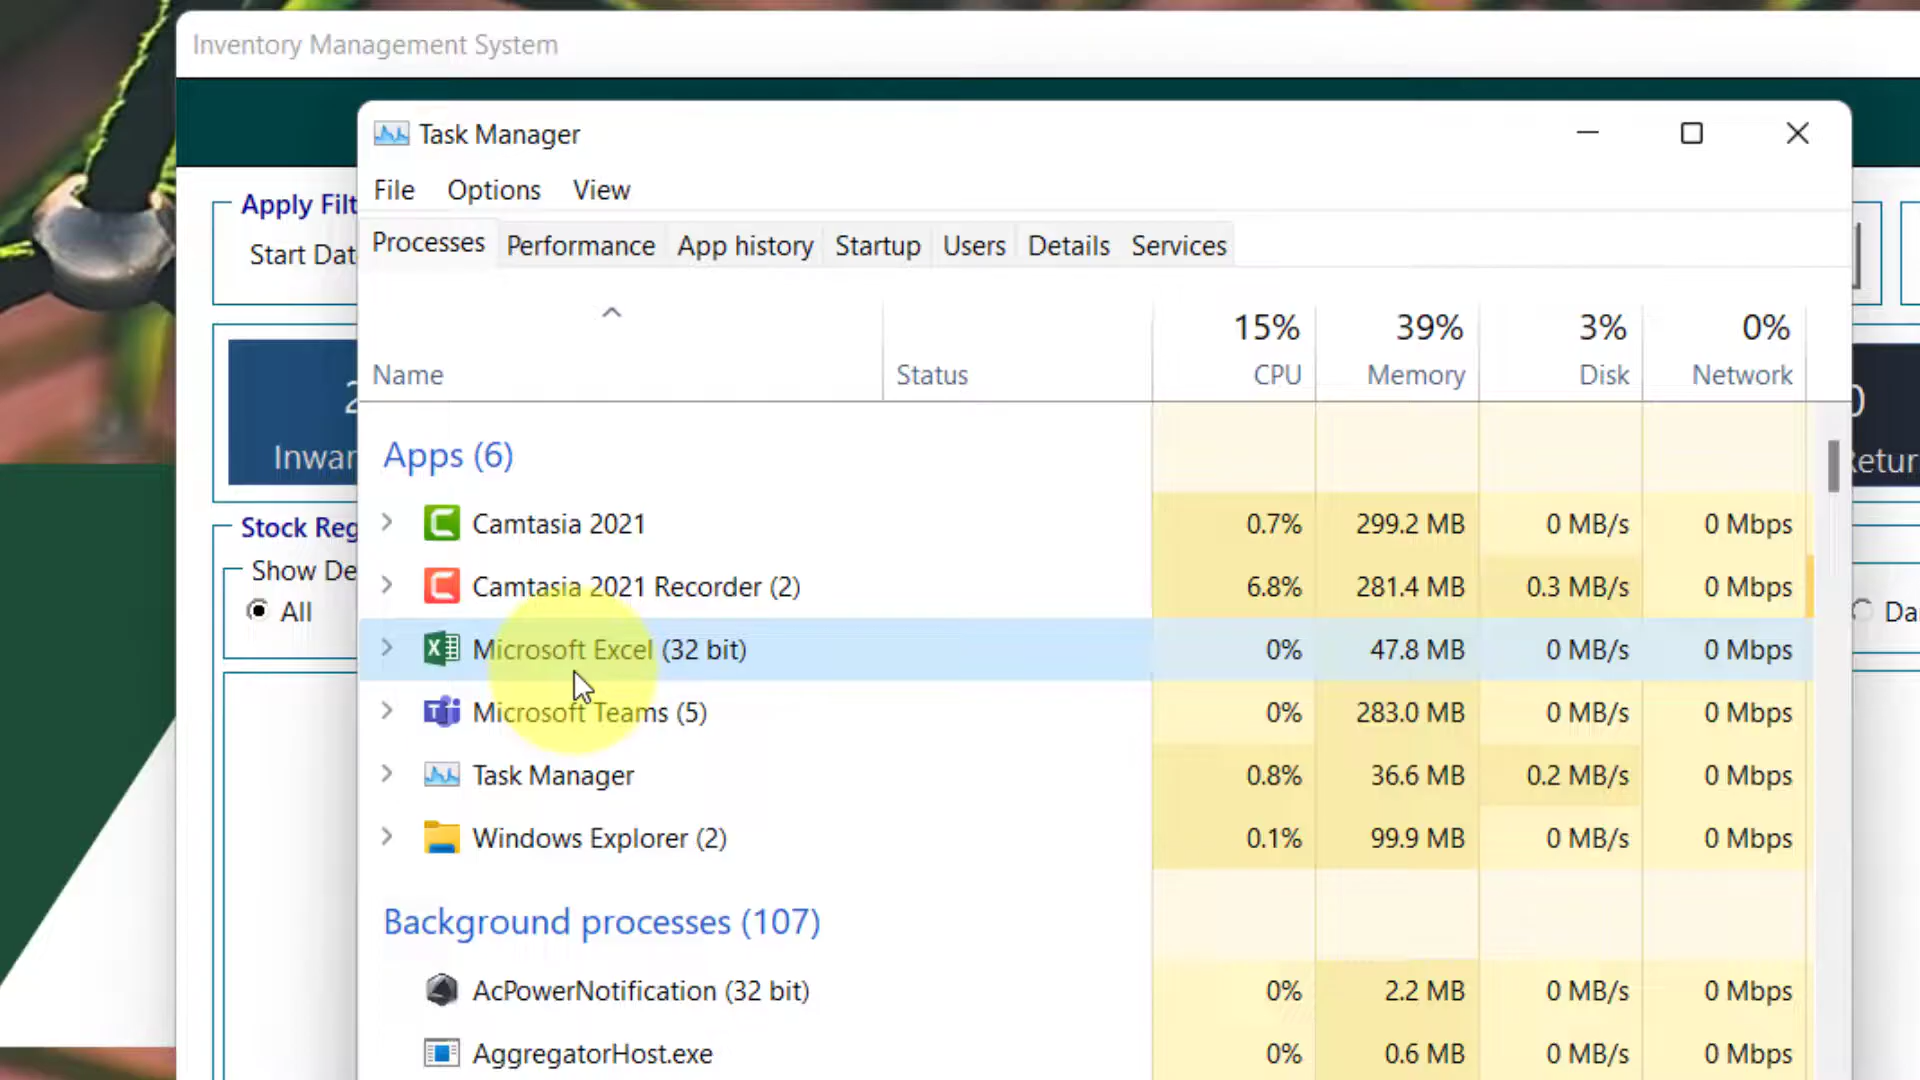 Inventory Management System
Task Manager
File Options View
Apply Filt
Start Dat
Processes Performance App history Startup Users Details Services
15% 39% 3% 0%
Name Status CPU Memory Disk Network
2
0
Inwar
Retur
Apps (6)
Camtasia 2021 0.7% 299.2 MB 0 MB/s 0 Mbps
Stock Reg
Show De
Camtasia 2021 Recorder (2) 6.8% 281.4 MB 0.3 MB/s 0 Mbps
All
Da
Microsoft Excel (32 bit) 0% 47.8 MB 0 MB/s 0 Mbps
Microsoft Teams (5) 0% 283.0 MB 0 MB/s 0 Mbps
Task Manager 0.8% 36.6 MB 0.2 MB/s 0 Mbps
Windows Explorer (2) 0.1% 99.9 MB 0 MB/s 0 Mbps
Background processes (107)
AcPowerNotification (32 bit) 0% 2.2 MB 0 MB/s 0 Mbps
AggregatorHost.exe 0% 0.6 MB 0 MB/s 0 Mbps